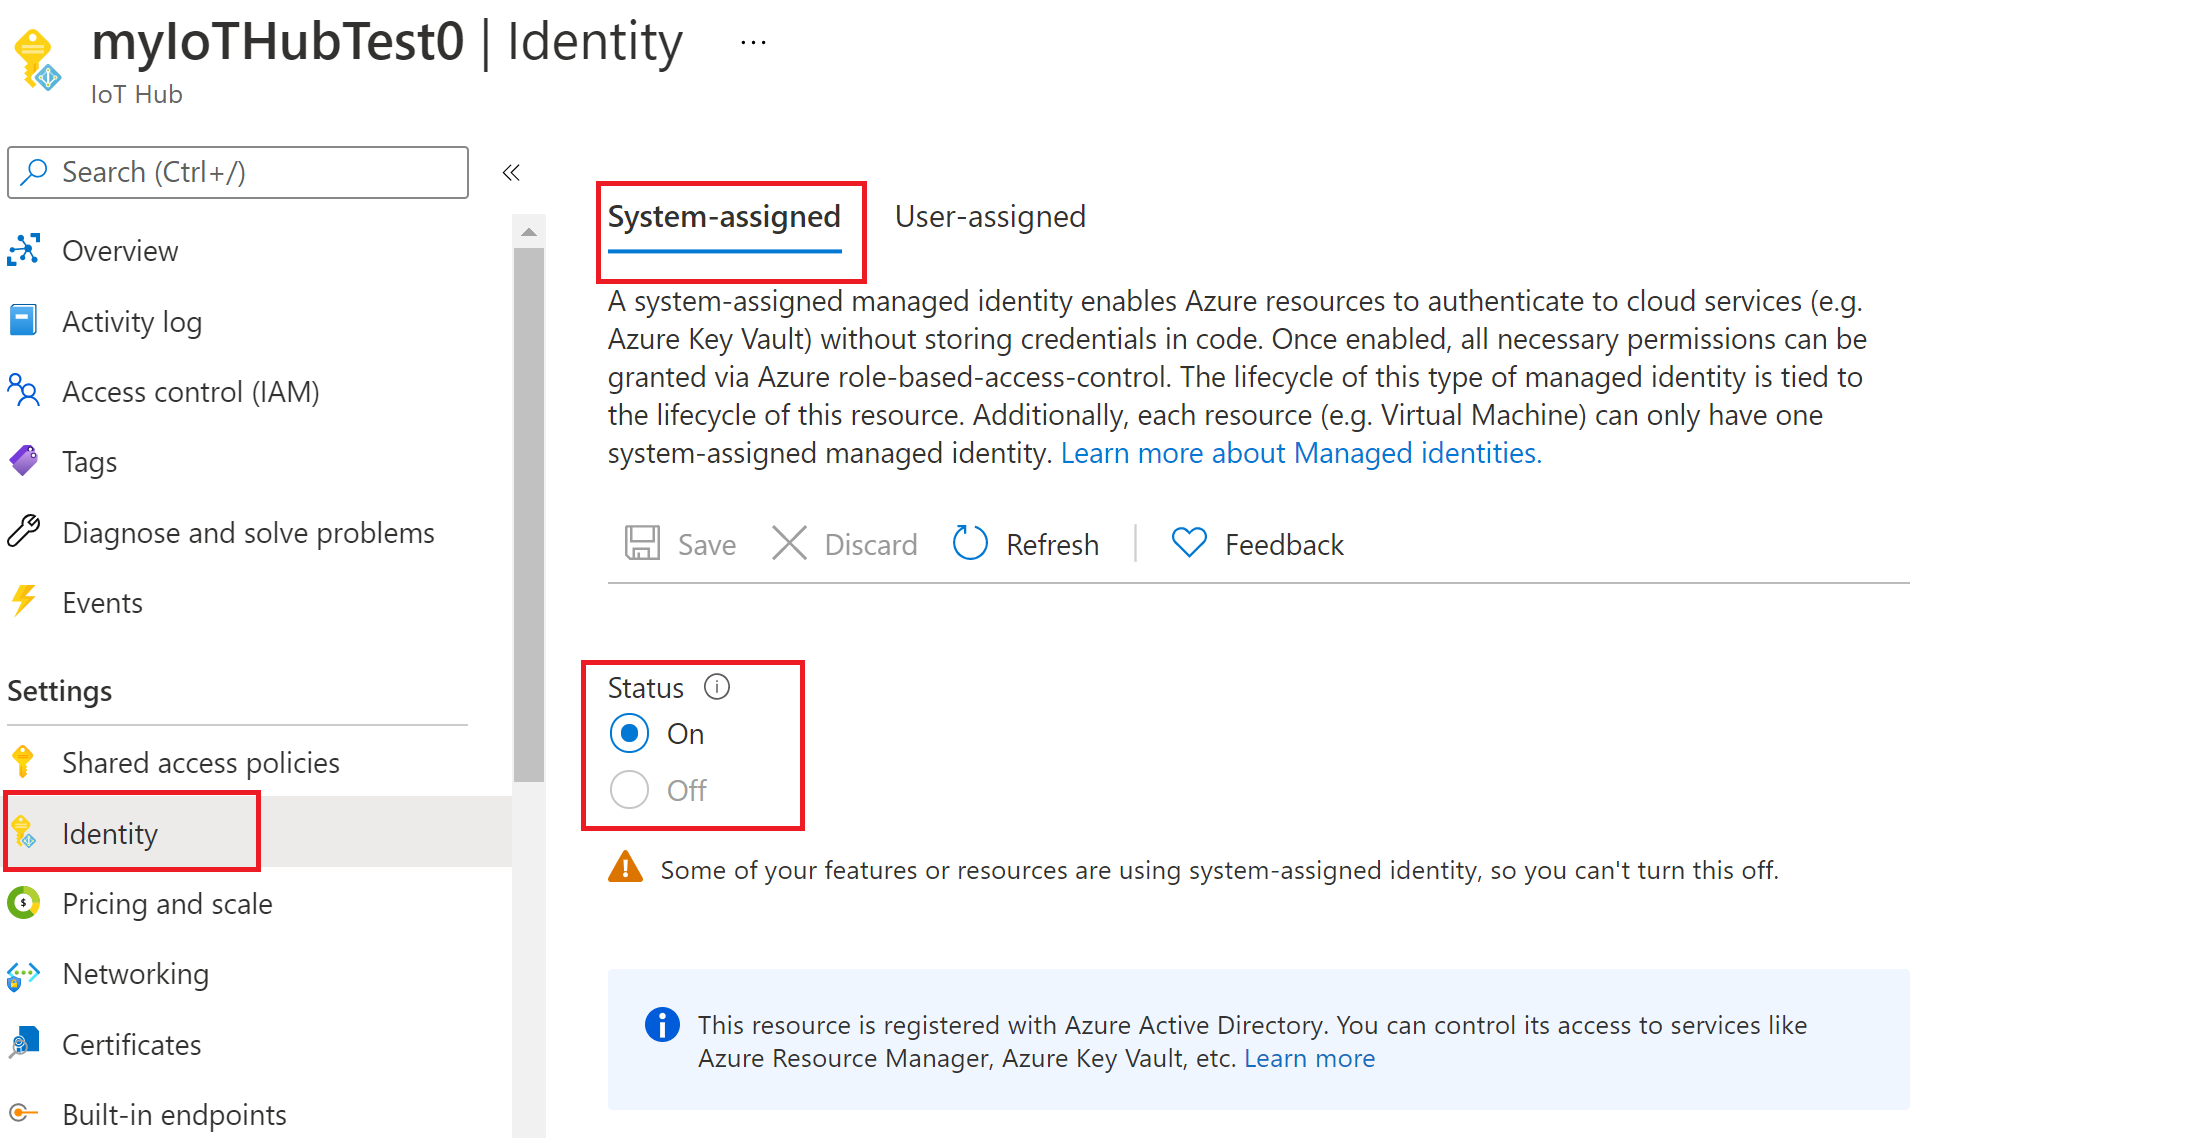 myIoTHubTest0 | Identity ...
IoT Hub
Search (Ctrl+/)
«
Overview
Activity log
Access control (IAM)
Tags
Diagnose and solve problems
Events
Settings
Shared access policies
Identity
Pricing and scale
Networking
Certificates
Built-in endpoints
System-assigned User-assigned
A system-assigned managed identity enables Azure resources to authenticate to cloud services (e.g.
Azure Key Vault) without storing credentials in code. Once enabled, all necessary permissions can be
granted via Azure role-based-access-control. The lifecycle of this type of managed identity is tied to
the lifecycle of this resource. Additionally, each resource (e.g. Virtual Machine) can only have one
system-assigned managed identity. Learn more about Managed identities.
Save Discard Refresh Feedback
Status
On
Off
Some of your features or resources are using system-assigned identity, so you can't turn this off.
This resource is registered with Azure Active Directory. You can control its access to services like
Azure Resource Manager, Azure Key Vault, etc. Learn more